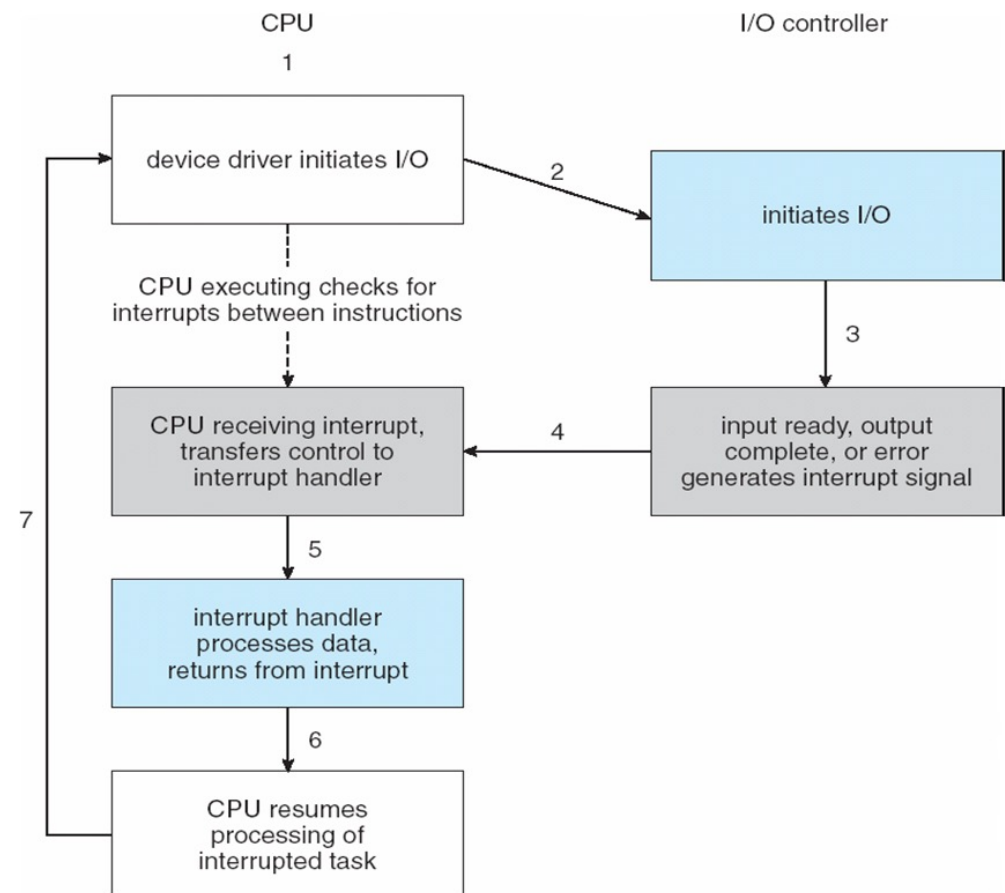 CPU
I/O controller
1
device driver initiates I/O
2
initiates I/O
CPU executing checks for
interrupts between instructions
3
CPU receiving interrupt,
transfers control to
interrupt handler
4
input ready, output
complete, or error
generates interrupt signal
7
5
interrupt handler
processes data,
returns from interrupt
6
CPU resumes
processing of
interrupted task